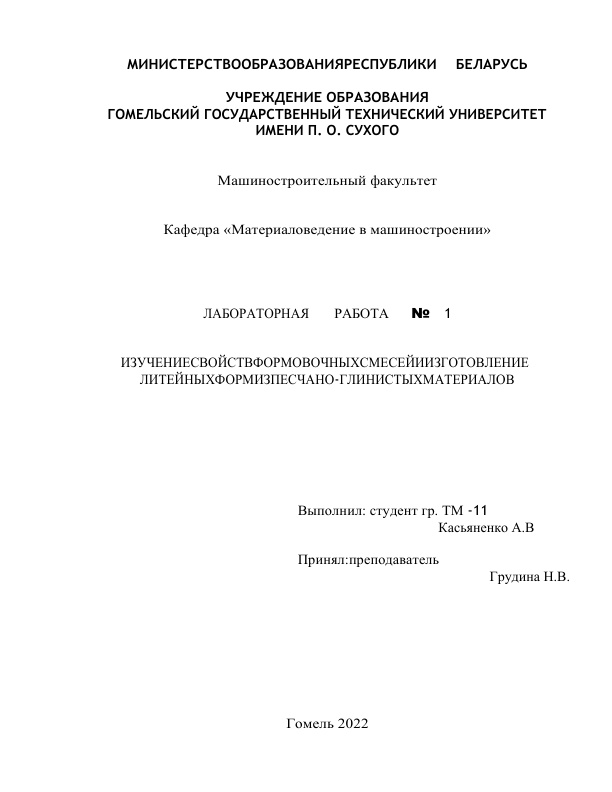 МИНИСТЕРСТВООБРАЗОВАНИЯРЕСПУБЛИКИ БЕЛАРУСЬ
УЧРЕЖДЕНИЕ ОБРАЗОВАНИЯ
ГОМЕЛЬСКИЙ ГОСУДАРСТВЕННЫЙ ТЕХНИЧЕСКИЙ УНИВЕРСИТЕТ
ИМЕНИ П. О. СУХОГО
Машиностроительный факультет
Кафедра «Материаловедение в машиностроении»
ЛАБОРАТОРНАЯ РАБОТА № 1
ИЗУЧЕНИЕСВОЙСТВФОРМОВОЧНЫХСМЕСЕЙИИЗГОТОВЛЕНИЕ
ЛИТЕЙНЫХФОРМИЗПЕСЧАНО-ГЛИНИСТЫХМАТЕРИАЛОВ
Выполнил: студент гр. ТМ -11
Касьяненко А.В
Принял:преподаватель
Грудина Н.В.
Гомель 2022